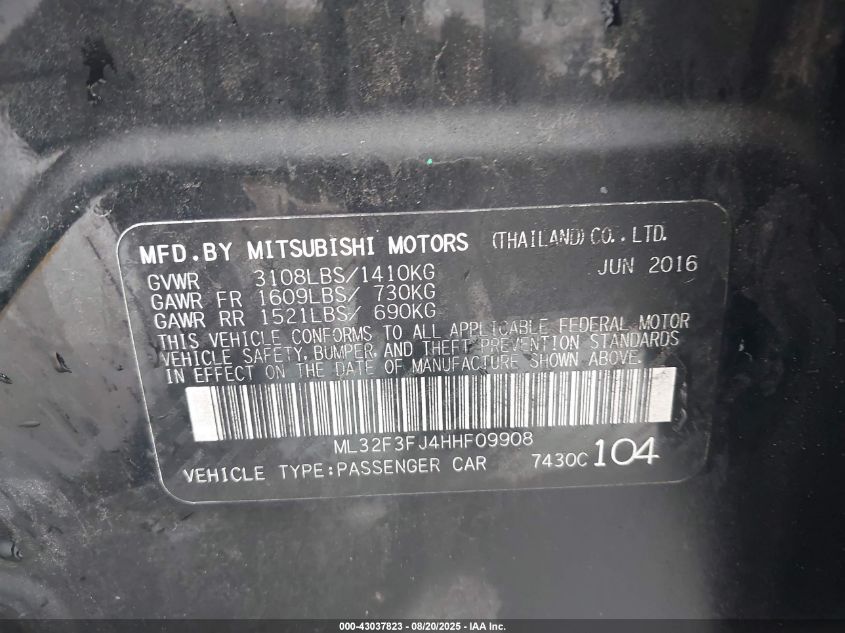 MFD.BY MITSUBISHI MOTORS (THAILAND) CO.,LTD.
GVWR 3108LBS/1410KG JUN 2016
GAWR FR 1609LBS/ 730KG
GAWR RR 1521LBS/ 690KG
THIS VEHICLE CONFORMS TO ALL APPLICABLE FEDERAL MOTOR
VEHICLE SAFETY, BUMPER, AND THEFT PREVENTION STANDARDS
IN EFFECT ON THE DATE OF MANUFACTURE SHOWN ABOVE.
ML32F3FJ4HHF09908
VEHICLE TYPE:PASSENGER CAR 7430C 104
000-43037823 - 08/20/2025 - IAA Inc.